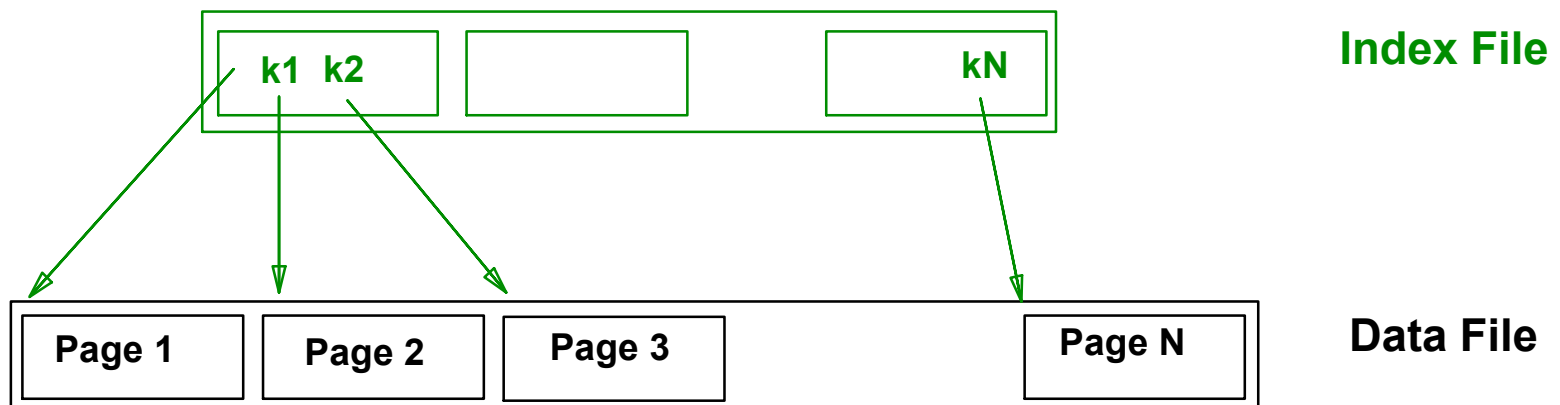 k1 k2 kN Index File
Page 1 Page 2 Page 3 Page N Data File